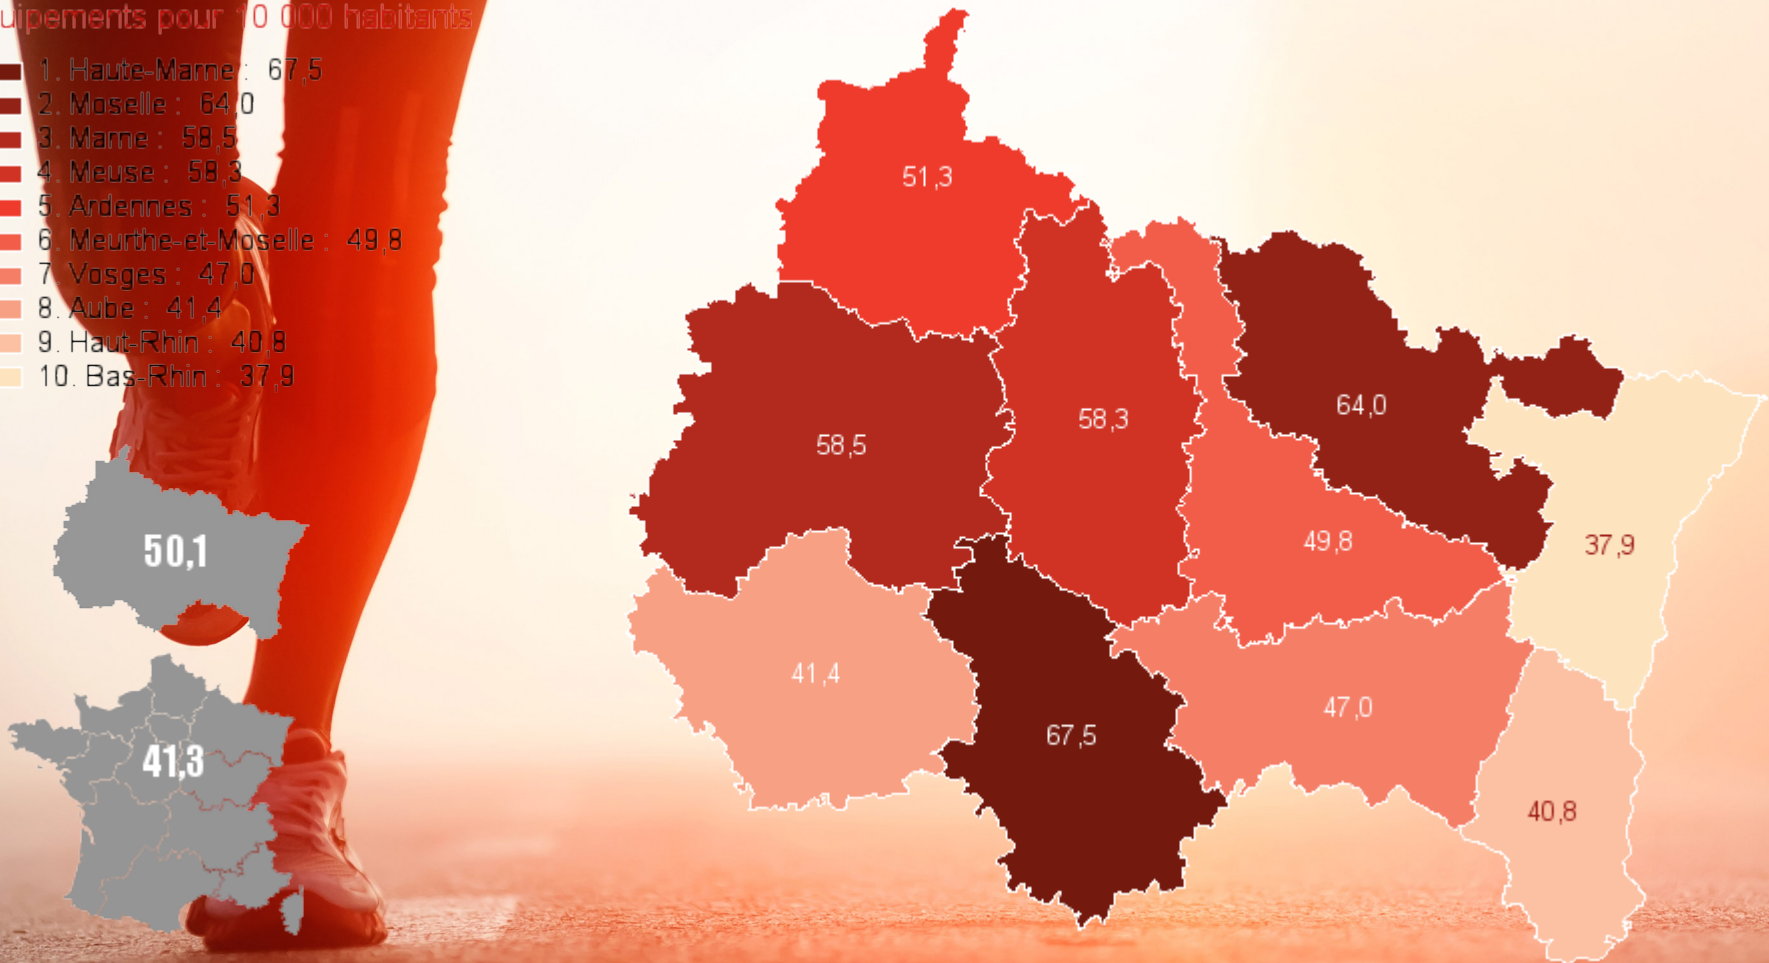 uipements pour 10 000 habitants
1. Haute-Marne : 67,5
2. Moselle : 64,0
3. Marne : 58,5
4. Meuse : 58,3
5. Ardennes : 51,3
6. Meurthe-et-Moselle : 49,8
7. Vosges : 47,0
8. Aube : 41,4
9. Haut-Rhin : 40,8
10. Bas-Rhin : 37,9
50,1
41,3
51,3
58,5
58,3
64,0
49,8
37,9
41,4
67,5
47,0
40,8